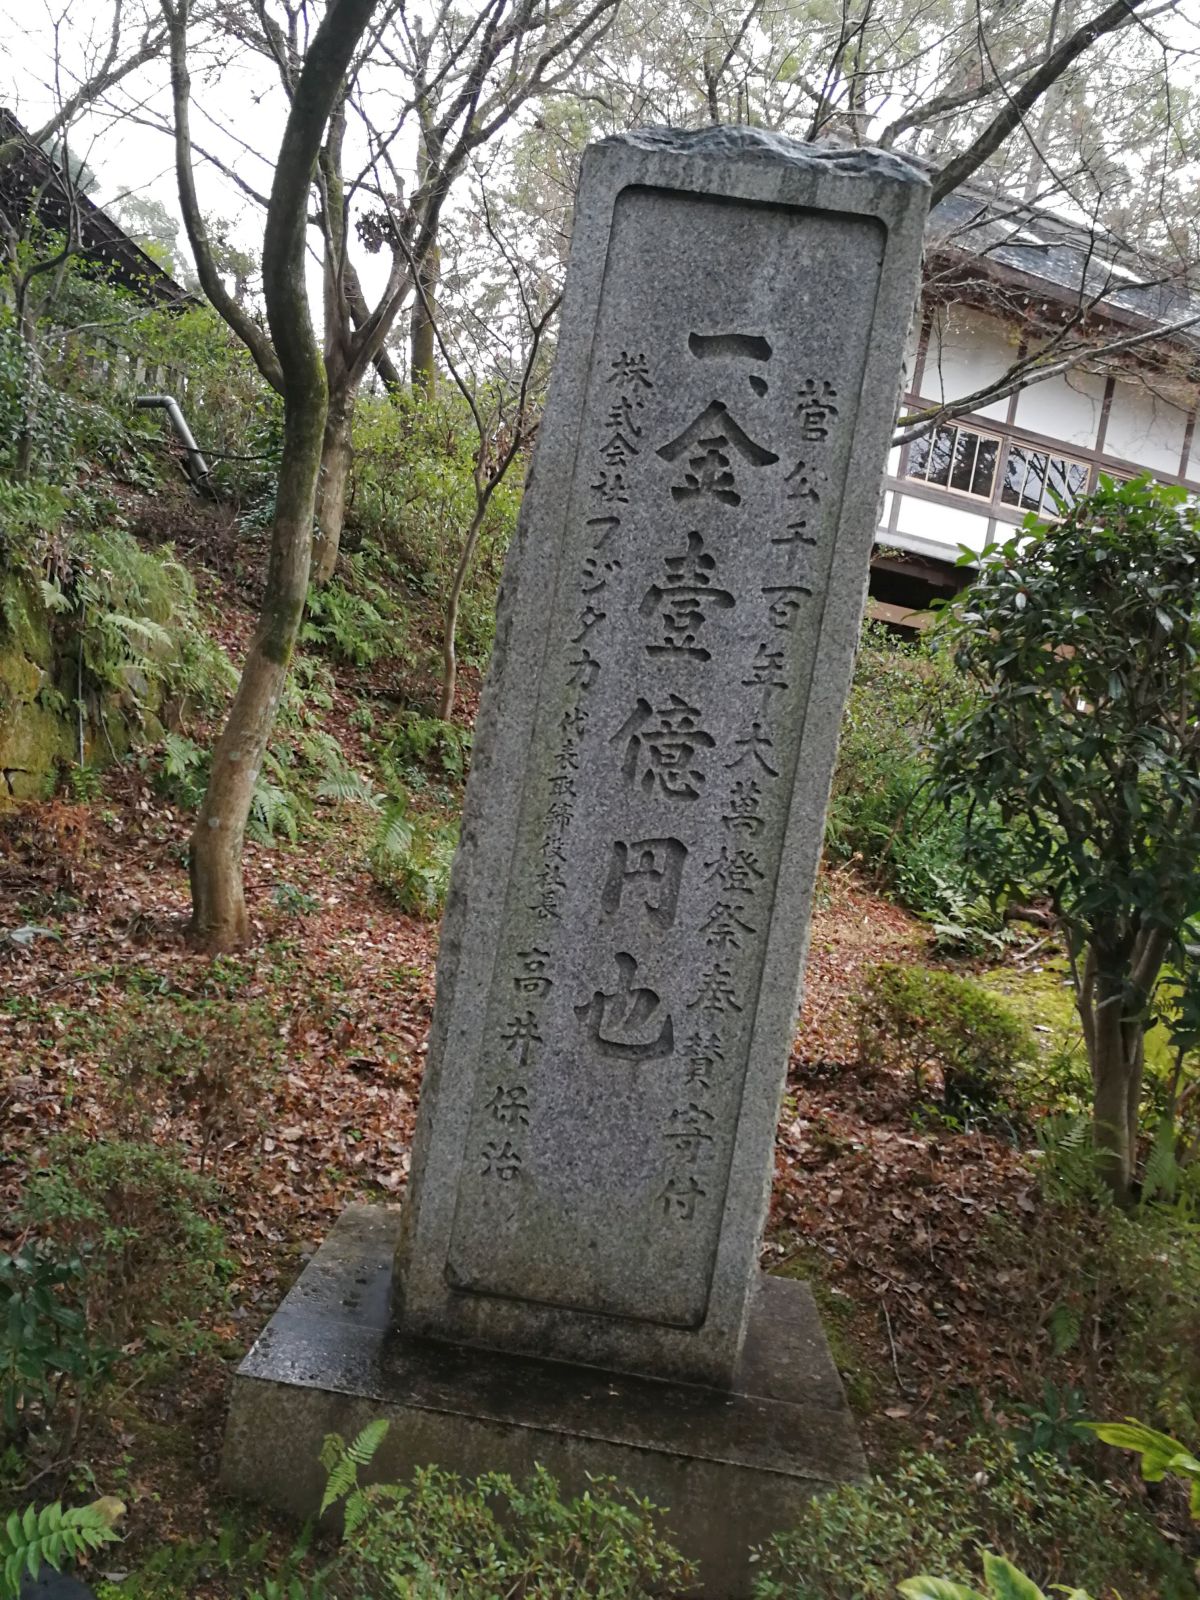 菅公千百年大萬燈祭奉賛寄付
一、金壹億円也
株式会社フジタカ代表取締役社長 高井保治